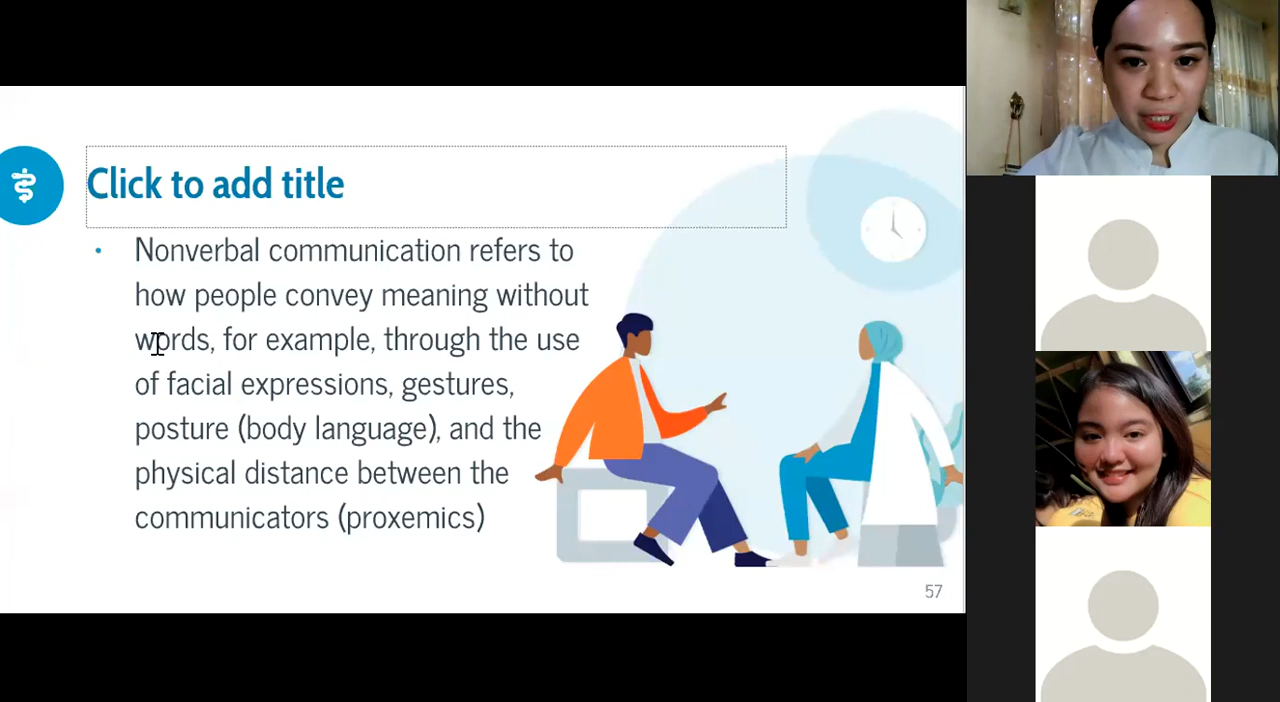 Click to add title
• Nonverbal communication refers to
how people convey meaning without
words, for example, through the use
of facial expressions, gestures,
posture (body language), and the
physical distance between the
communicators (proxemics)
57